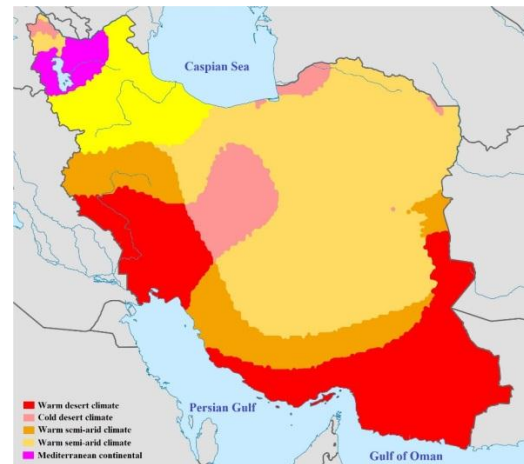 Caspian Sea
Persian Gulf
Gulf of Oman
Warm desert climate
Cold desert climate
Warm semi-arid climate
Warm semi-arid climate
Mediterranean continental